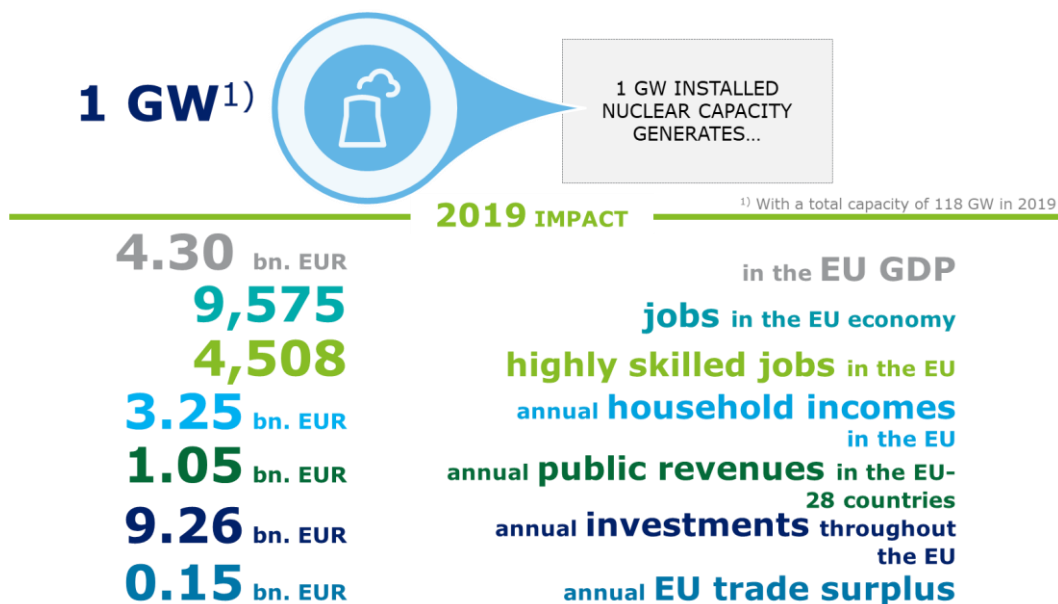 1 GW1)
1 GW INSTALLED
NUCLEAR CAPACITY
GENERATES...
1) With a total capacity of 118 GW in 2019
2019 IMPACT
4.30 bn. EUR
in the EU GDP
9,575
jobs in the EU economy
4,508
highly skilled jobs in the EU
3.25 bn. EUR
annual household incomes
in the EU
1.05 bn. EUR
annual public revenues in the EU-
28 countries
9.26 bn. EUR
annual investments throughout
the EU
0.15 bn. EUR
annual EU trade surplus